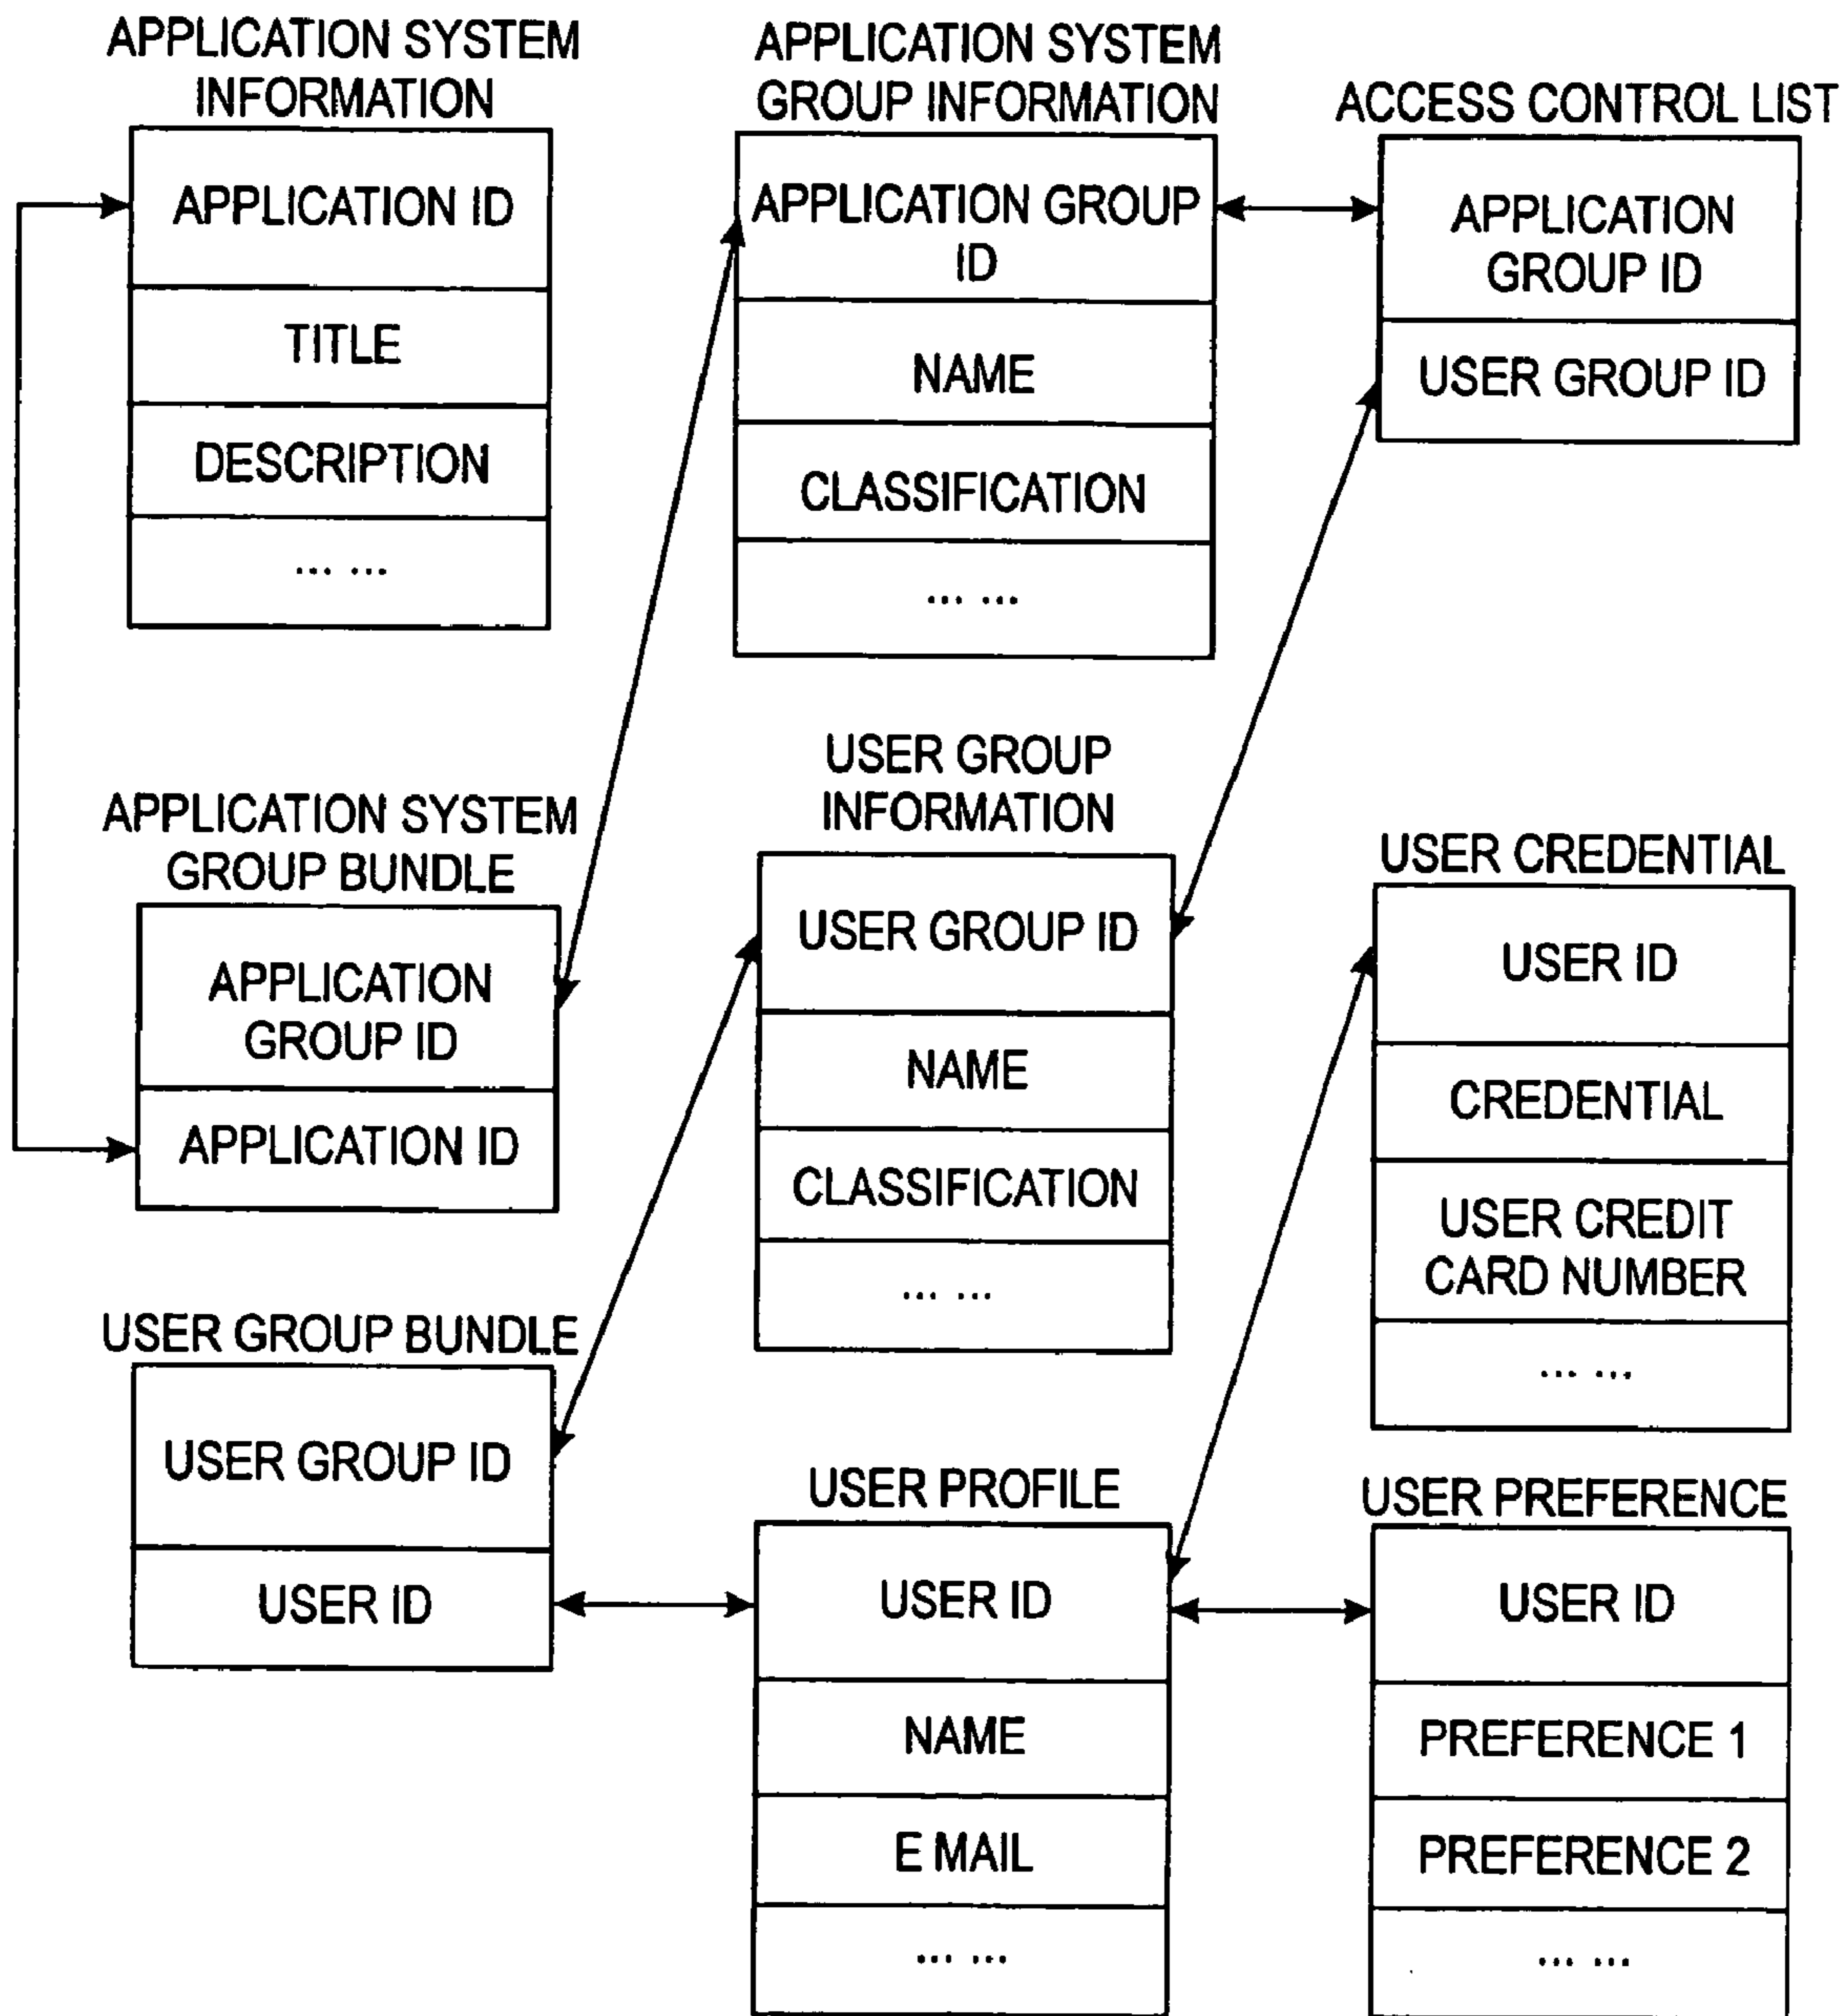 APPLICATION SYSTEM
INFORMATION
APPLICATION ID
TITLE
DESCRIPTION
... ...
APPLICATION SYSTEM
GROUP INFORMATION
APPLICATION GROUP
ID
NAME
CLASSIFICATION
... ...
ACCESS CONTROL LIST
APPLICATION
GROUP ID
USER GROUP ID
APPLICATION SYSTEM
GROUP BUNDLE
APPLICATION
GROUP ID
APPLICATION ID
USER GROUP
INFORMATION
USER GROUP ID
NAME
CLASSIFICATION
... ...
USER CREDENTIAL
USER ID
CREDENTIAL
USER CREDIT
CARD NUMBER
... ...
USER GROUP BUNDLE
USER GROUP ID
USER ID
USER PROFILE
USER ID
NAME
E MAIL
... ...
USER PREFERENCE
USER ID
PREFERENCE 1
PREFERENCE 2
... ...